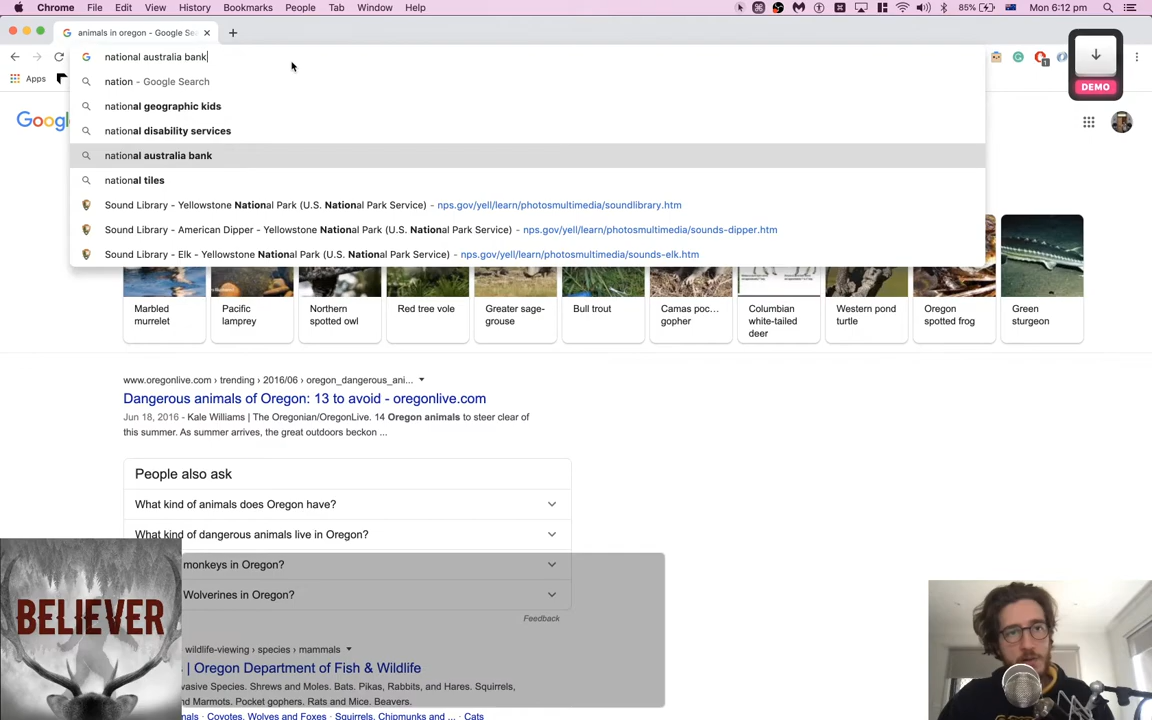 Chrome File Edit View History Bookmarks People Tab Window Help 85% Mon 6:12 pm
animals in oregon - Google Sea
national australia bank
nation - Google Search
Apps
national geographic kids
DEMO
Googl
national disability services
national australia bank
national tiles
Sound Library - Yellowstone National Park (U.S. National Park Service) - nps.gov/yell/learn/photosmultimedia/soundlibrary.htm
Sound Library - American Dipper - Yellowstone National Park (U.S. National Park Service) - nps.gov/yell/learn/photosmultimedia/sounds-dipper.htm
Sound Library - Elk - Yellowstone National Park (U.S. National Park Service) - nps.gov/yell/learn/photosmultimedia/sounds-elk.htm
Marbled murrelet
Pacific lamprey
Northern spotted owl
Red tree vole
Greater sage-grouse
Bull trout
Camas poc... gopher
Columbian white-tailed deer
Western pond turtle
Oregon spotted frog
Green sturgeon
www.oregonlive.com › trending › 2016/06 › oregon_dangerous_ani...
Dangerous animals of Oregon: 13 to avoid - oregonlive.com
Jun 18, 2016 - Kale Williams | The Oregonian/OregonLive. 14 Oregon animals to steer clear of
this summer. As summer arrives, the great outdoors beckon ...
People also ask
What kind of animals does Oregon have?
What kind of dangerous animals live in Oregon?
monkeys in Oregon?
Wolverines in Oregon?
Feedback
BELIEVER
wildlife-viewing › species › mammals
| Oregon Department of Fish & Wildlife
vasive Species. Shrews and Moles. Bats. Pikas, Rabbits, and Hares. Squirrels,
nd Marmots. Pocket gophers. Rats and Mice. Beavers.
nals · Coyotes, Wolves and Foxes · Squirrels, Chipmunks and ... · Cats